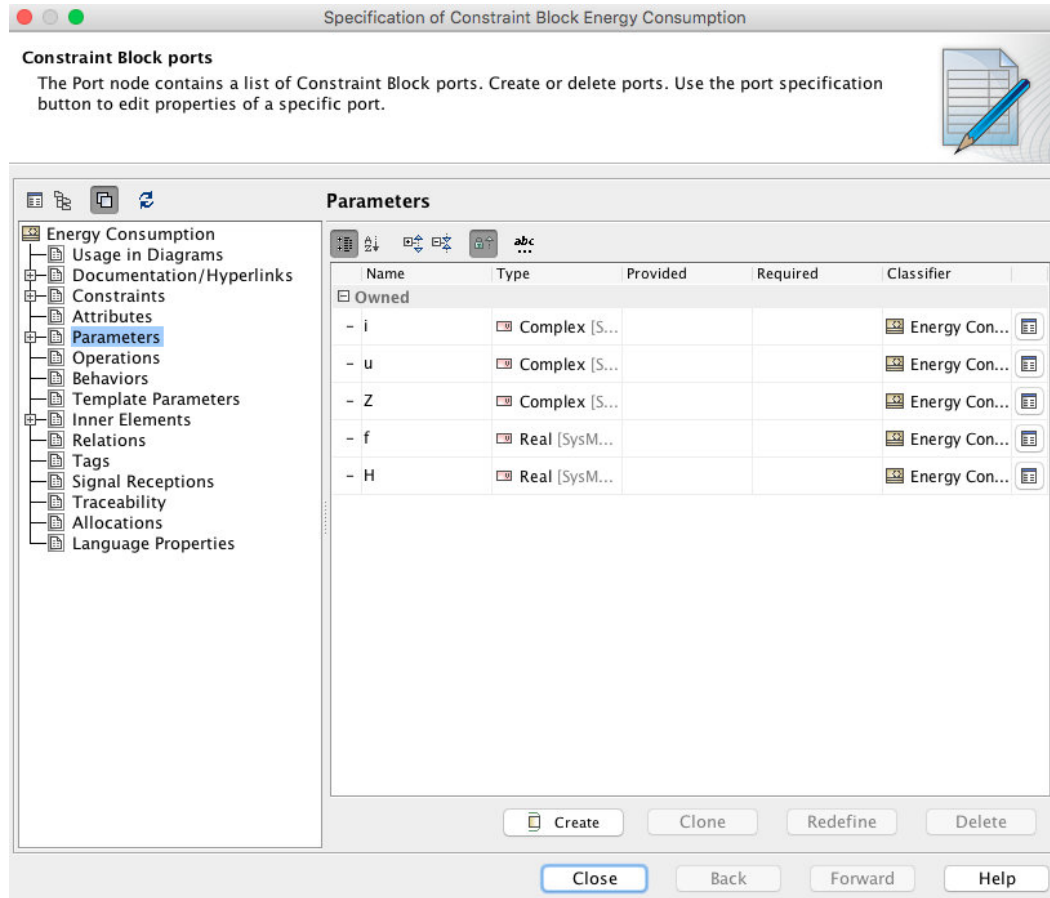 Specification of Constraint Block Energy Consumption
Constraint Block ports
The Port node contains a list of Constraint Block ports. Create or delete ports. Use the port specification
button to edit properties of a specific port.
Parameters
Energy Consumption
Usage in Diagrams
Documentation/Hyperlinks
Constraints
Attributes
Parameters
Operations
Behaviors
Template Parameters
Inner Elements
Relations
Tags
Signal Receptions
Traceability
Allocations
Language Properties
abc
Name Type Provided Required Classifier
Owned
i Complex [S... Energy Con...
u Complex [S... Energy Con...
Z Complex [S... Energy Con...
f Real [SysM... Energy Con...
H Real [SysM... Energy Con...
Create Clone Redefine Delete
Close Back Forward Help